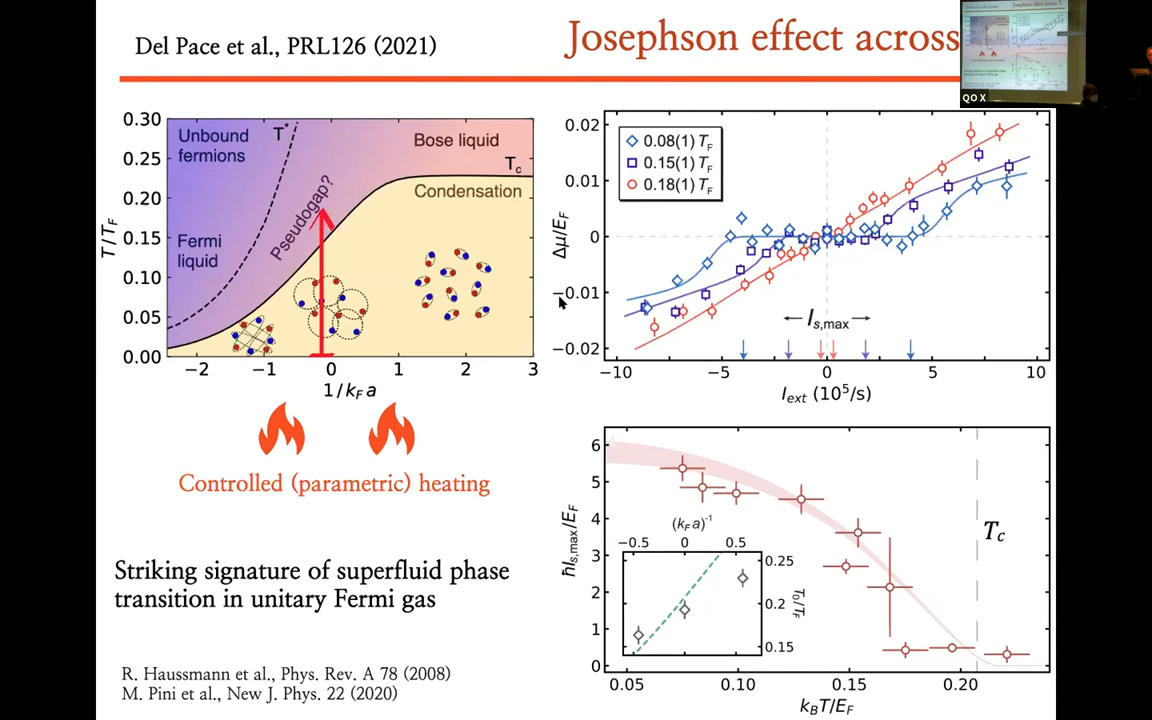 Del Pace et al., PRL126 (2021)
Josephson effect across
QO X
0.30
0.25
0.20
0.15
0.10
0.05
0.00
T/T_F
Unbound
fermions
T*
Bose liquid
T_c
Condensation
Pseudogap?
Fermi
liquid
−2
−1
0
1
2
3
1/k_F a
Controlled (parametric) heating
Striking signature of superfluid phase
transition in unitary Fermi gas
R. Haussmann et al., Phys. Rev. A 78 (2008)
M. Pini et al., New J. Phys. 22 (2020)
0.02
0.01
0
−0.01
−0.02
Δμ/E_F
0.08(1) T_F
0.15(1) T_F
0.18(1) T_F
I_s,max
−10
−5
0
5
10
I_ext (10⁵/s)
6
5
4
3
2
1
0
ℏI_s,max/E_F
T_c
(k_F a)⁻¹
−0.5
0
0.5
0.25
0.2
0.15
T_0/T_F
0.05
0.10
0.15
0.20
k_B T/E_F